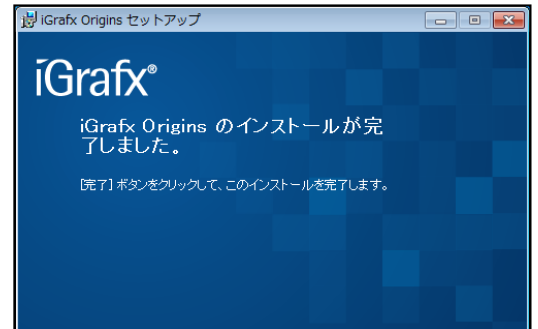 iGrafx Origins セットアップ
iGrafx®
iGrafx Origins のインストールが完
了しました。
[完了] ボタンをクリックして、このインストールを完了します。